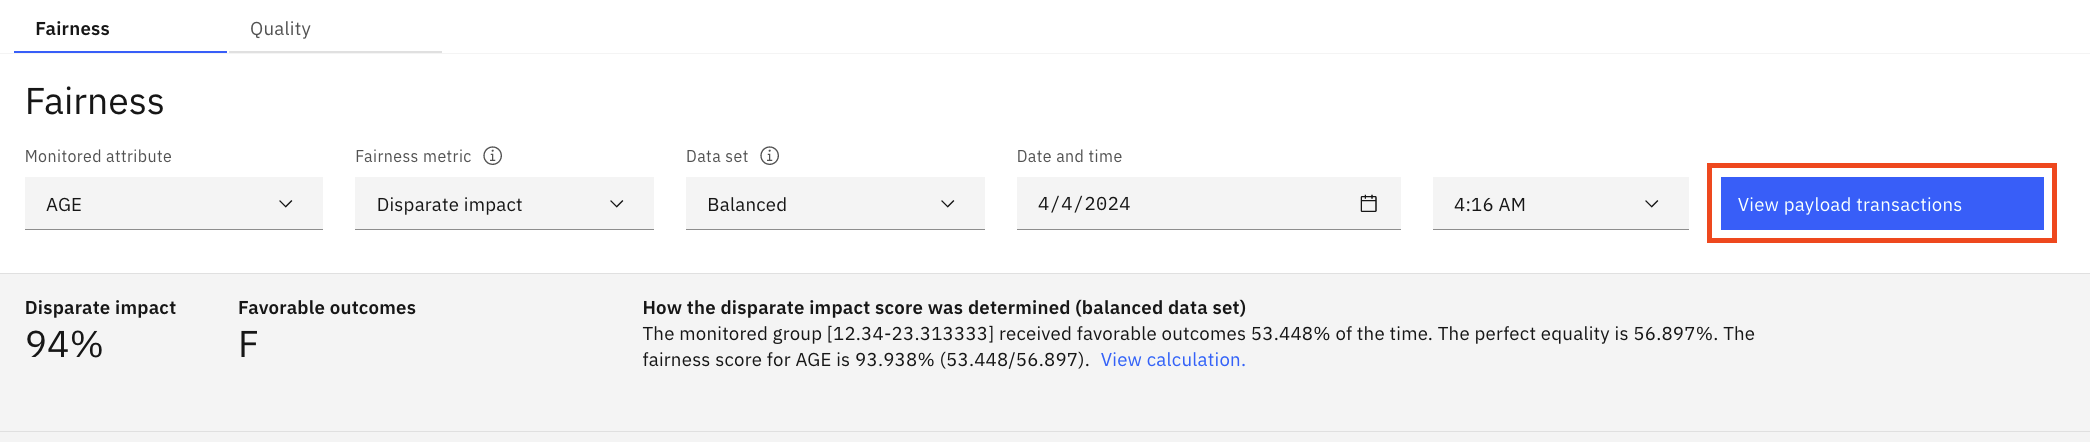 Fairness
Quality
Fairness
Monitored attribute
Fairness metric
Data set
Date and time
AGE
Disparate impact
Balanced
4/4/2024
4:16 AM
View payload transactions
Disparate impact
94%
Favorable outcomes
F
How the disparate impact score was determined (balanced data set)
The monitored group [12.34-23.313333] received favorable outcomes 53.448% of the time. The perfect equality is 56.897%. The
fairness score for AGE is 93.938% (53.448/56.897). View calculation.